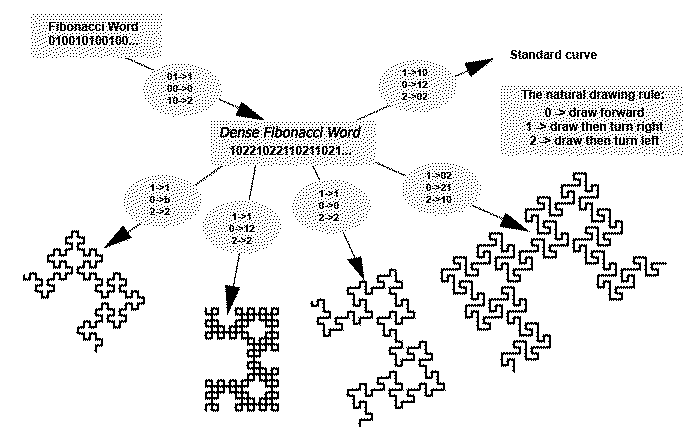 Fibonacci Word
010010100100...
01->1
00->0
10->2
1->10
0->12
2->02
Standard curve
The natural drawing rule:
0 -> draw forward
1 -> draw then turn right
2 -> draw then turn left
Dense Fibonacci Word
10221022110211021...
1->1
0->b
2->2
1->1
0->12
2->2
1->1
0->0
2->2
1->02
0->21
2->10